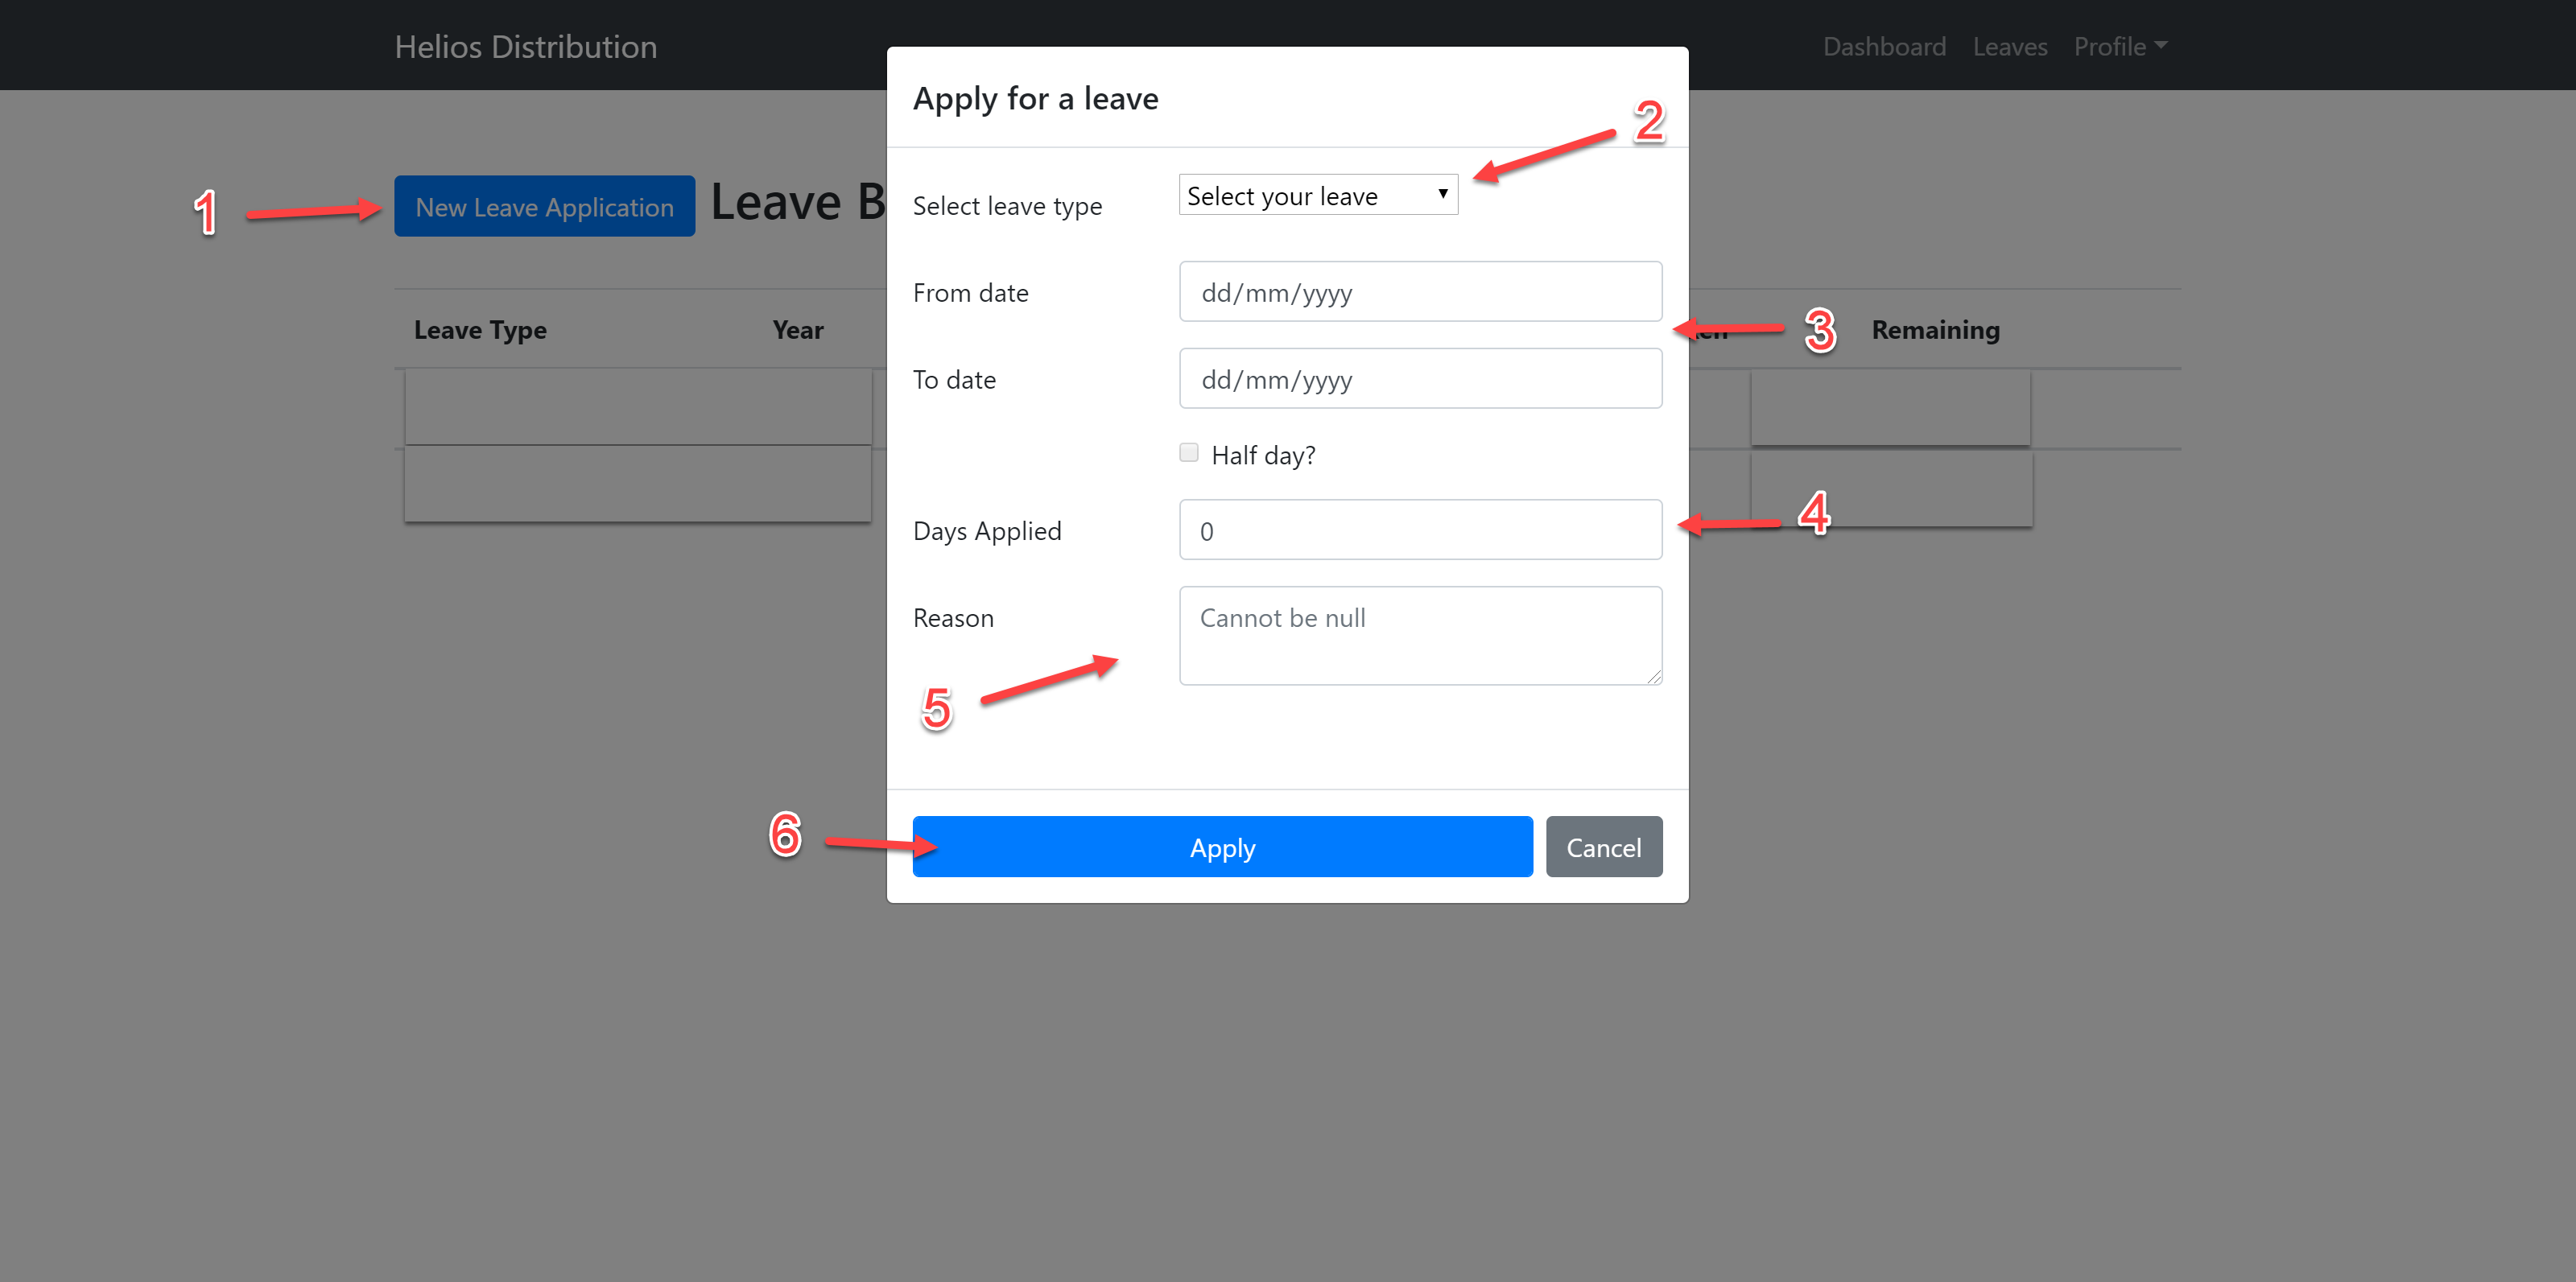 Helios Distribution
Dashboard Leaves Profile
Apply for a leave
2
1
New Leave Application
Leave B
Select leave type
Select your leave
From date
dd/mm/yyyy
Leave Type
Year
3
Remaining
To date
dd/mm/yyyy
Half day?
4
Days Applied
0
Reason
Cannot be null
5
6
Apply
Cancel